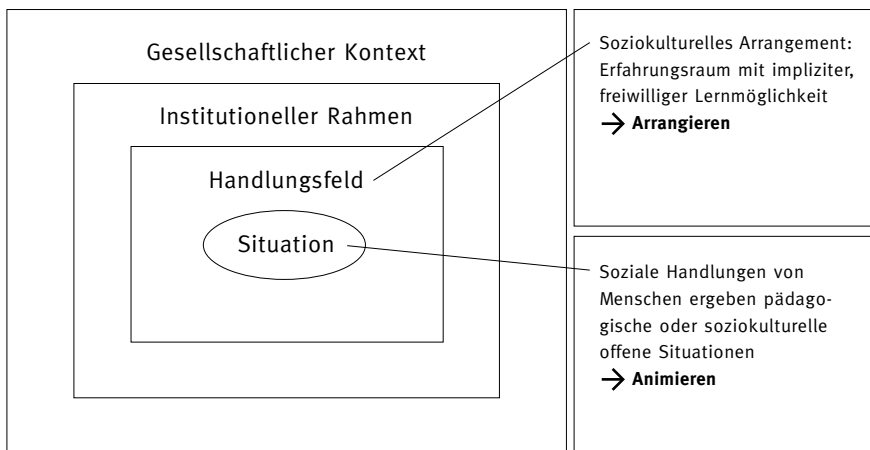 Gesellschaftlicher Kontext
Institutioneller Rahmen
Handlungsfeld
Situation
Soziokulturelles Arrangement:
Erfahrungsraum mit impliziter,
freiwilliger Lernmöglichkeit
→ Arrangieren
Soziale Handlungen von
Menschen ergeben pädago-
gische oder soziokulturelle
offene Situationen
→ Animieren